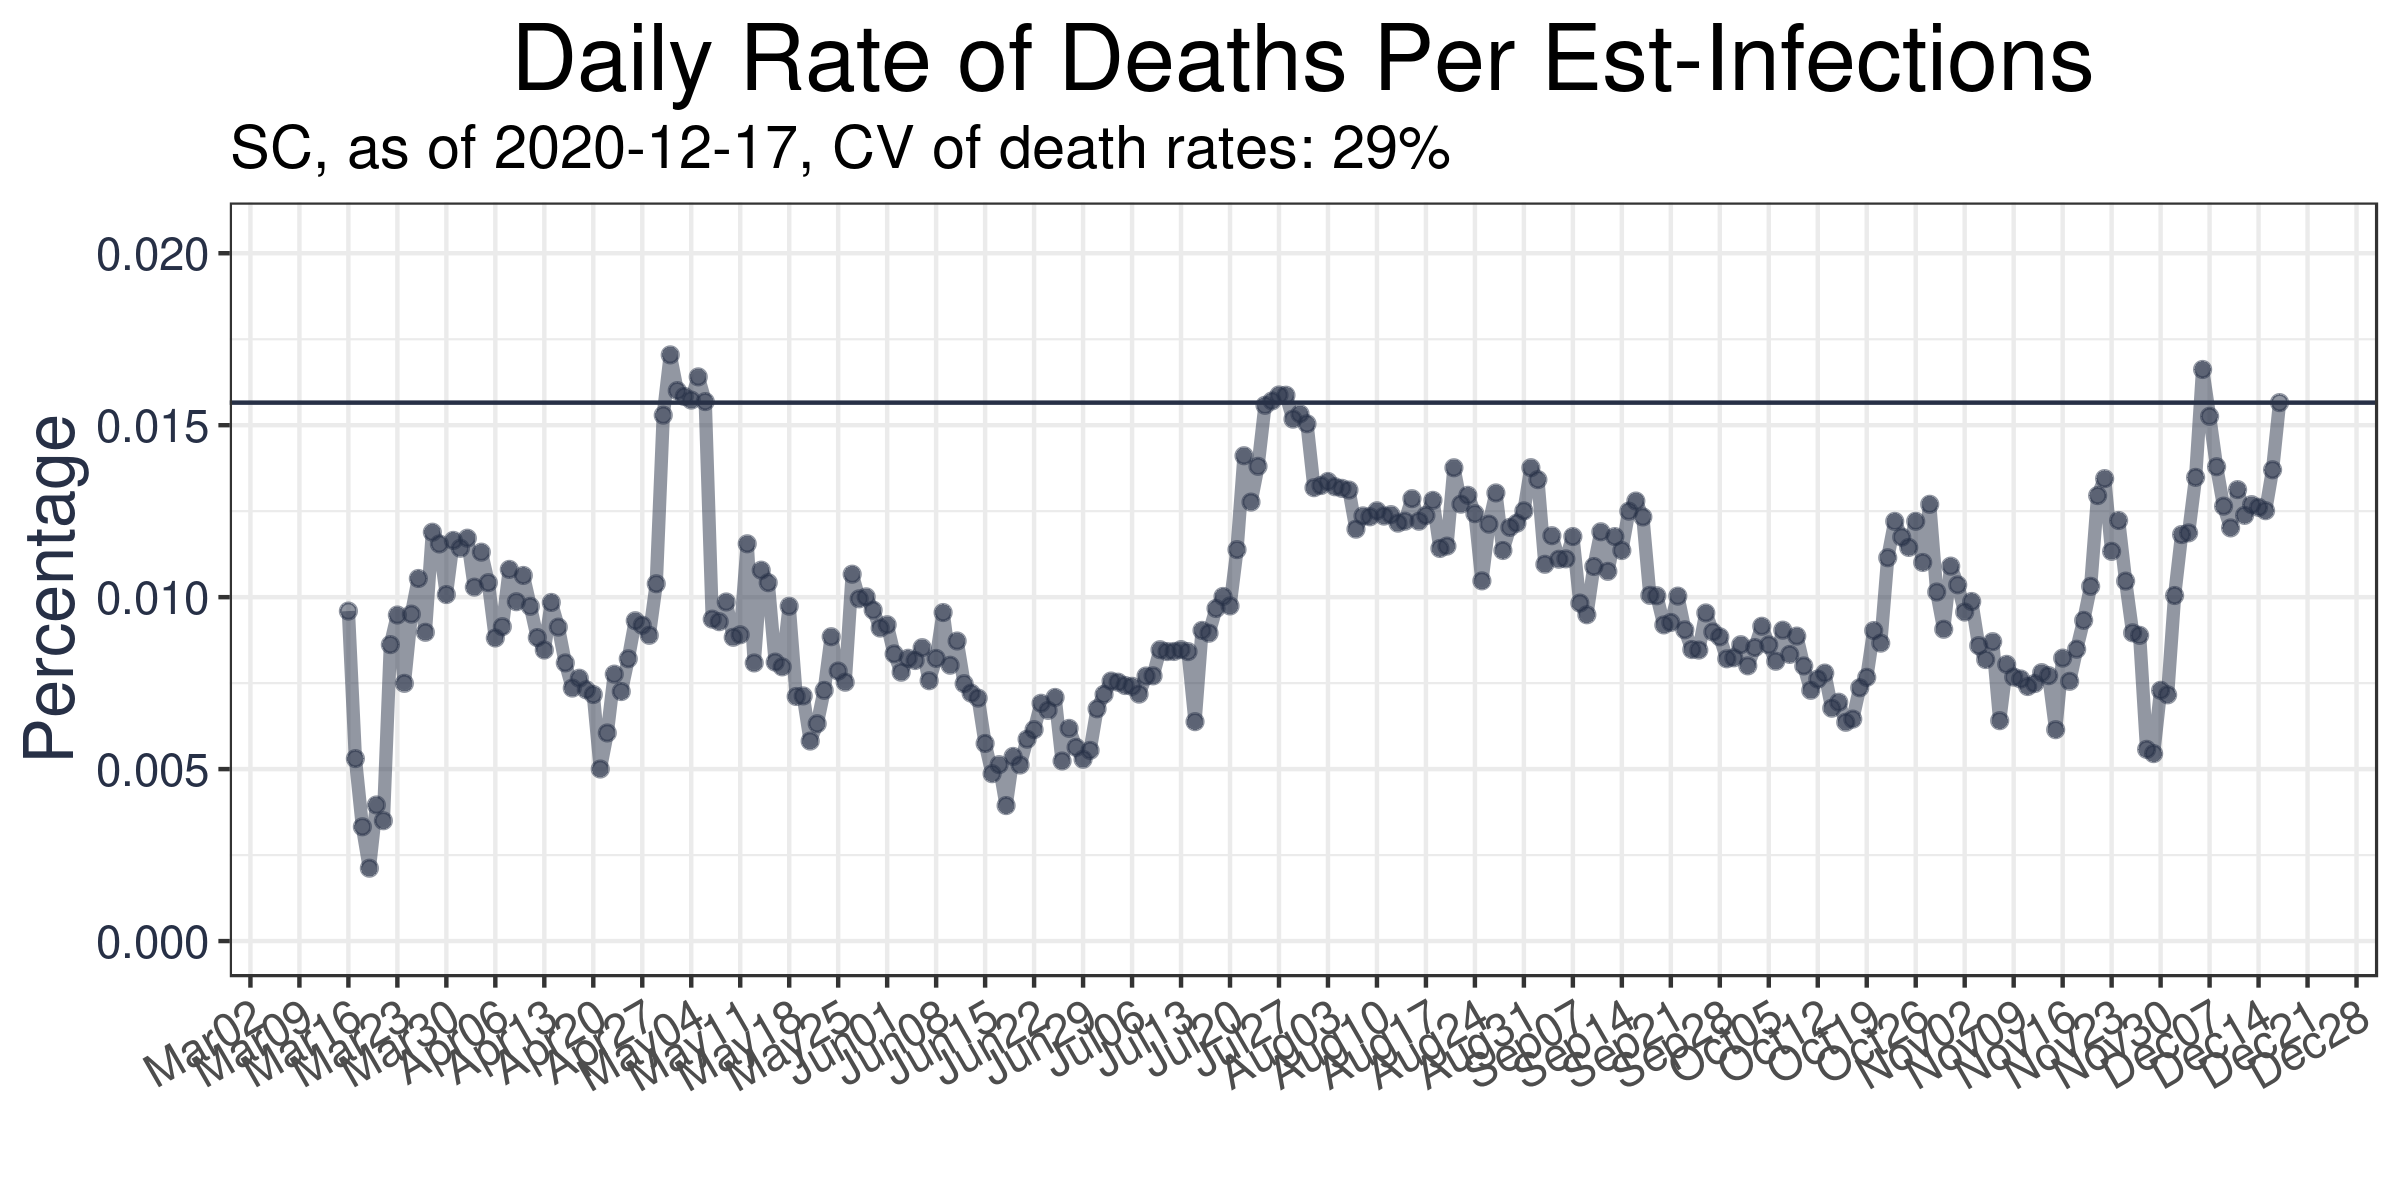 Daily Rate of Deaths Per Est-Infections
SC, as of 2020-12-17, CV of death rates: 29%
Percentage
0.020
0.015
0.010
0.005
0.000
Mar02
Mar09
Mar16
Mar23
Mar30
Apr06
Apr13
Apr20
Apr27
May04
May11
May18
May25
Jun01
Jun08
Jun15
Jun22
Jun29
Jul06
Jul13
Jul20
Jul27
Aug03
Aug10
Aug17
Aug24
Aug31
Sep07
Sep14
Sep21
Sep28
Oct05
Oct12
Oct19
Oct26
Nov02
Nov09
Nov16
Nov23
Nov30
Dec07
Dec14
Dec21
Dec28